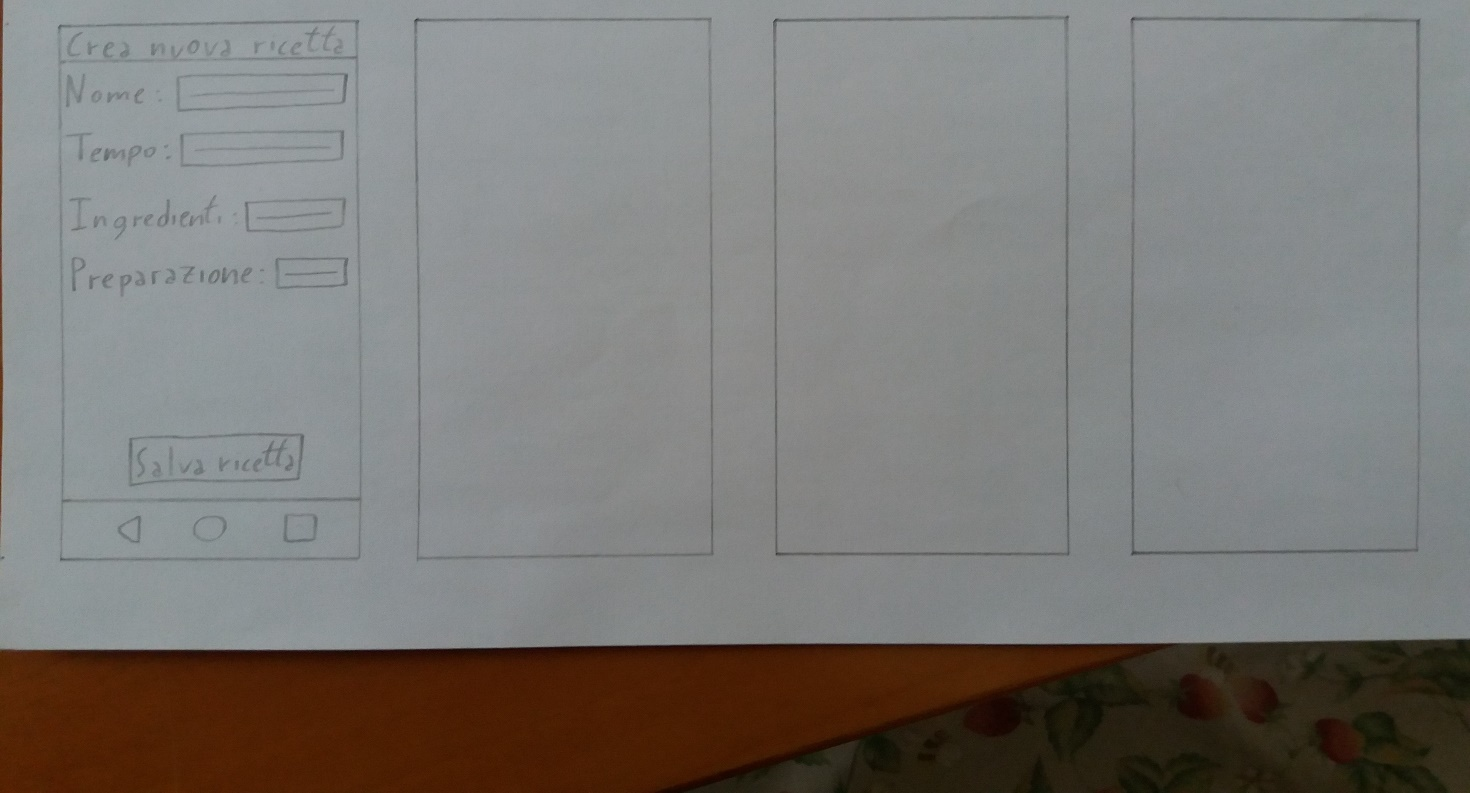 Crea nuova ricetta
Nome:
Tempo:
Ingredienti:
Preparazione:
Salva ricetta